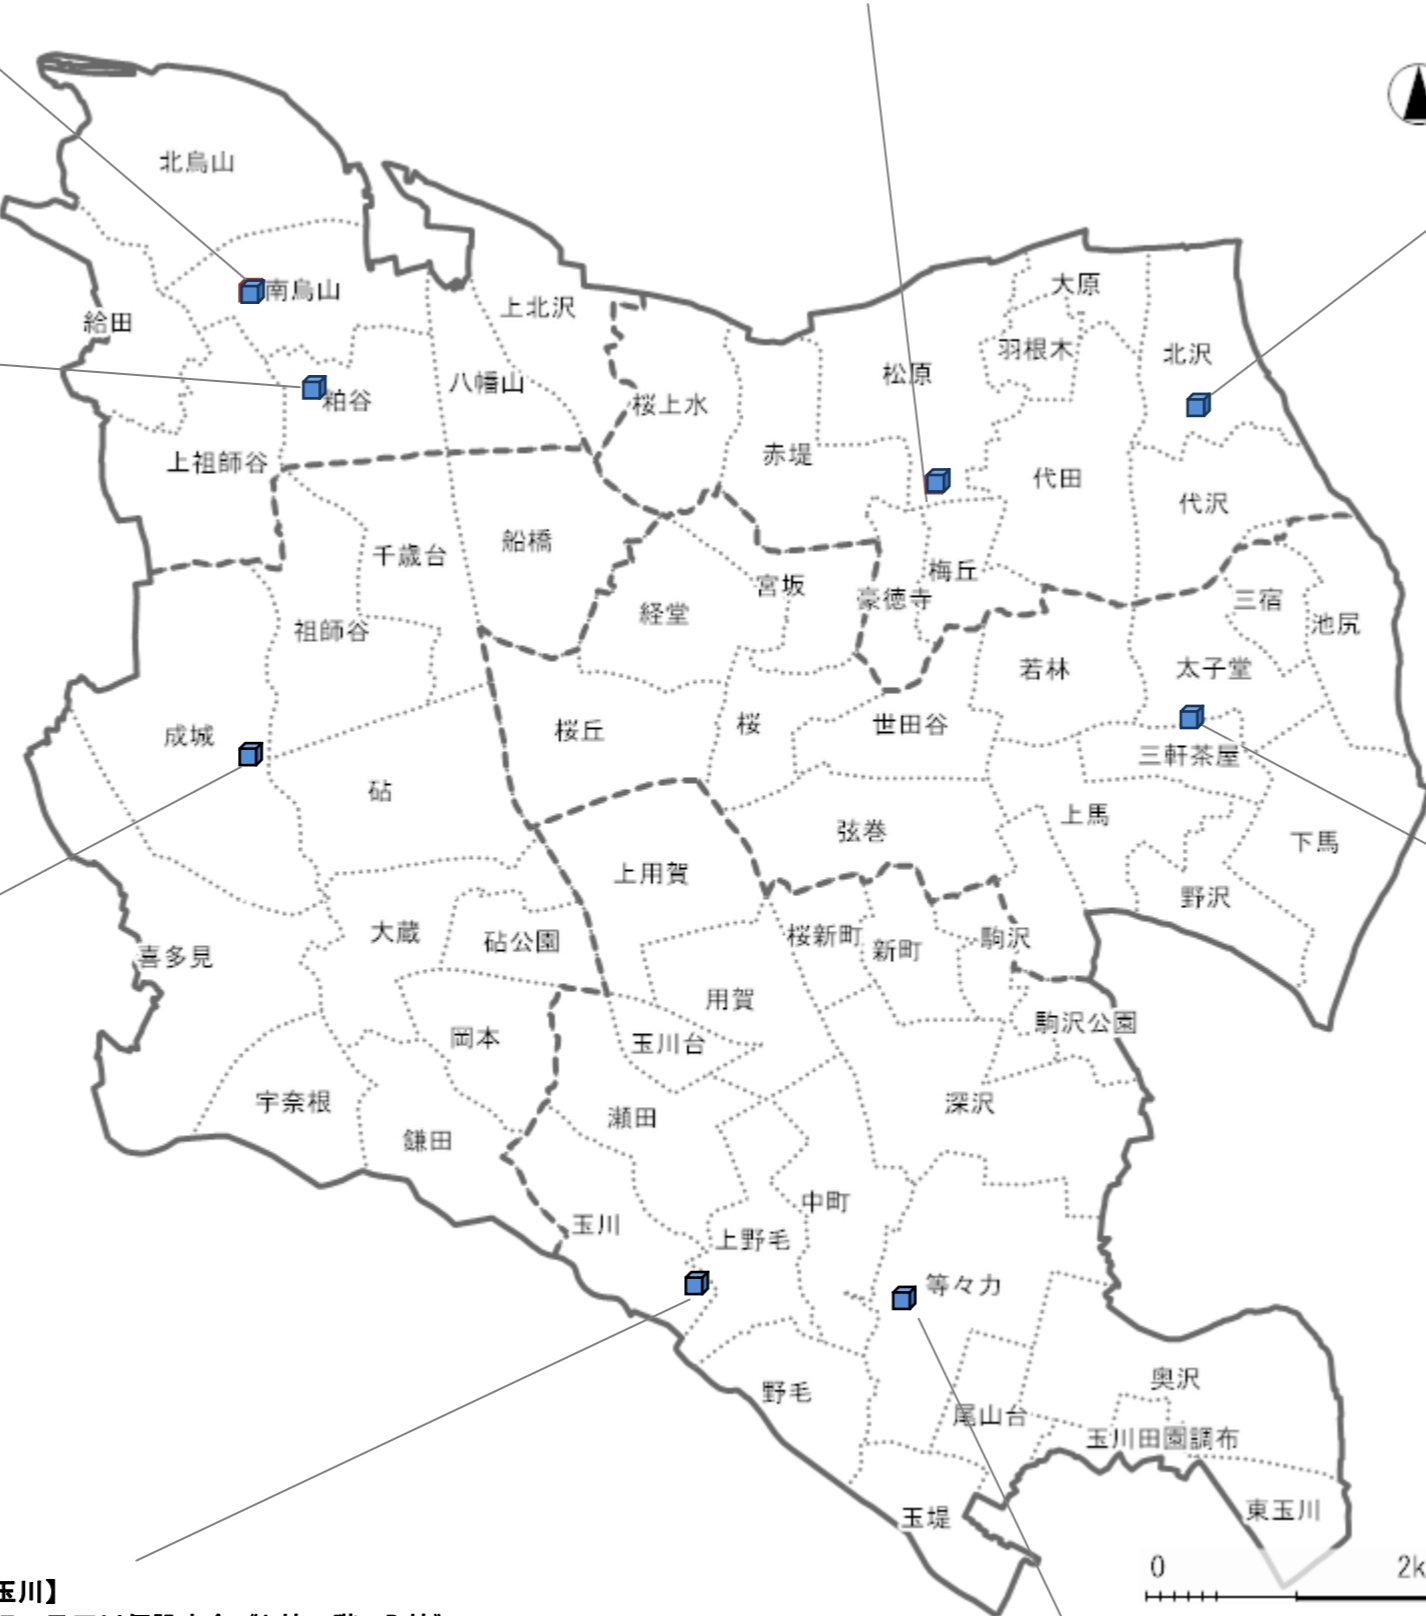 北烏山
南烏山
給田
上北沢
大原
羽根木
北沢
松原
八幡山
粕谷
桜上水
赤堤
上祖師谷
代田
代沢
船橋
千歳台
宮坂
梅丘
豪徳寺
三宿
経堂
池尻
祖師谷
若林
太子堂
成城
桜丘
桜
世田谷
三軒茶屋
砧
上馬
弦巻
下馬
上用賀
野沢
大蔵
砧公園
桜新町
新町
駒沢
喜多見
用賀
駒沢公園
岡本
玉川台
宇奈根
瀬田
深沢
鎌田
中町
玉川
上野毛
等々力
奥沢
野毛
尾山台
玉川田園調布
玉堤
東玉川
0 2k
玉川】